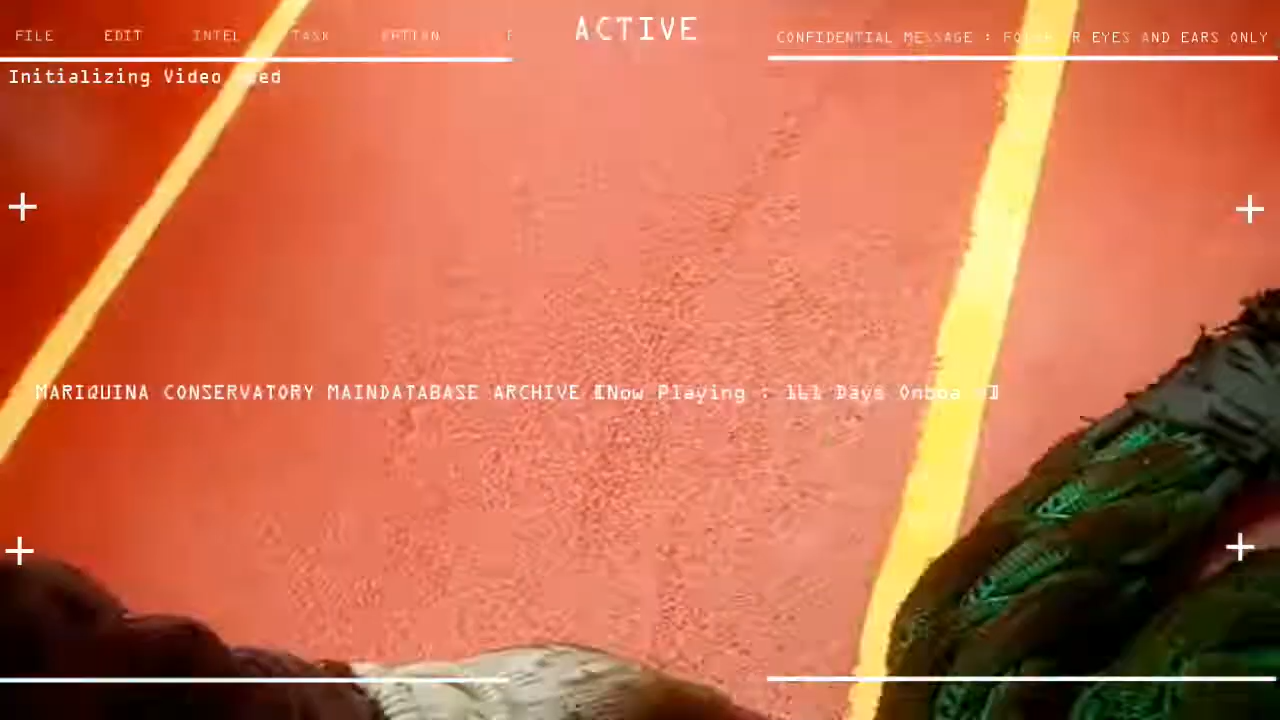 FILE EDIT INTEL TASK
ACTIVE
CONFIDENTIAL MESSAGE : EYES AND EARS ONLY
Initializing Video
MARIQUINA CONSERVATORY MAINDATABASE ARCHIVE [Now Playing : 161 Days